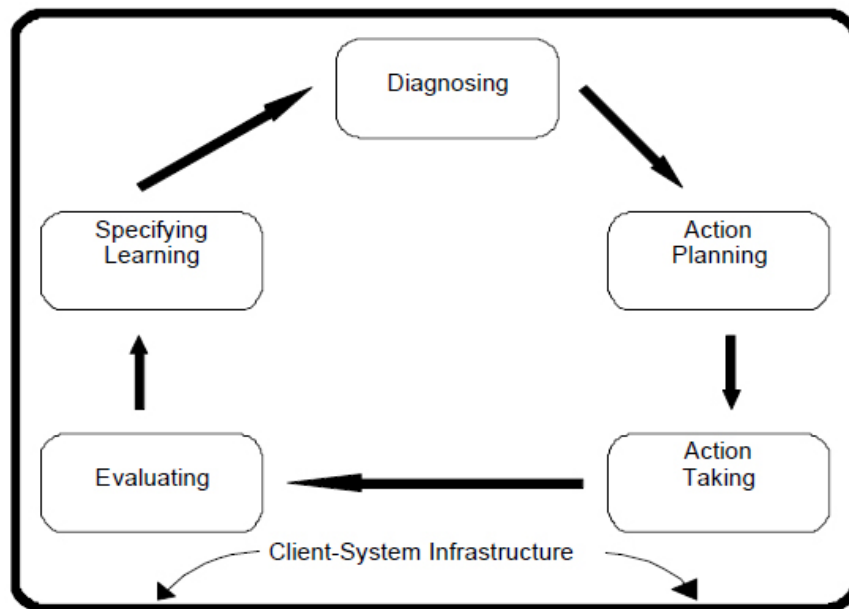 Diagnosing
Specifying
Learning
Action
Planning
Evaluating
Action
Taking
Client-System Infrastructure